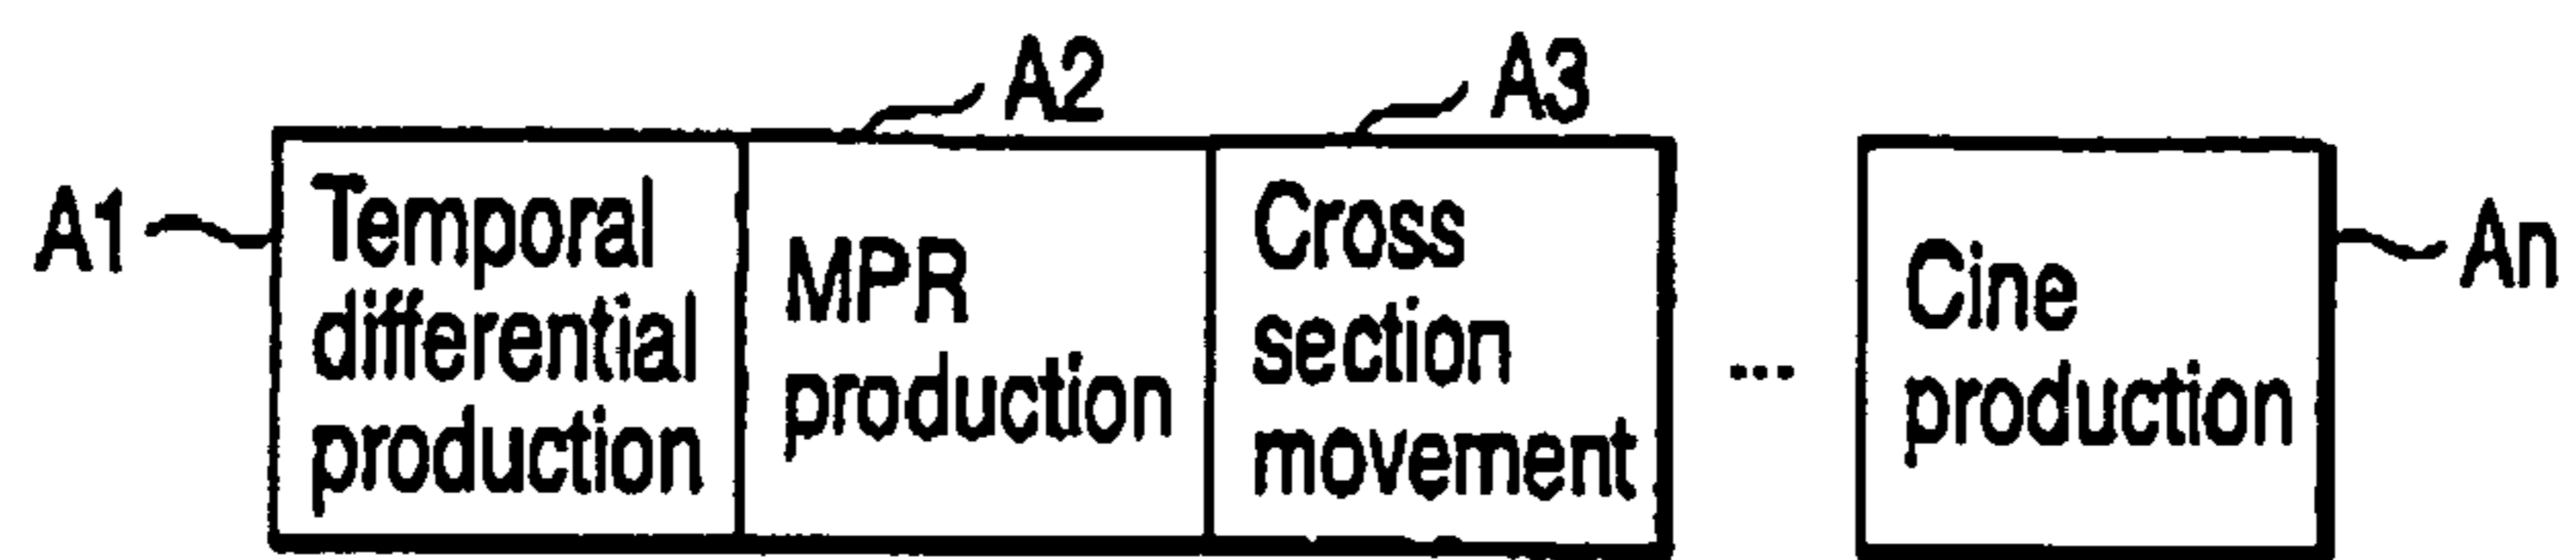 A1
Temporal
differential
production
A2
MPR
production
A3
Cross
section
movement
...
Cine
production
An